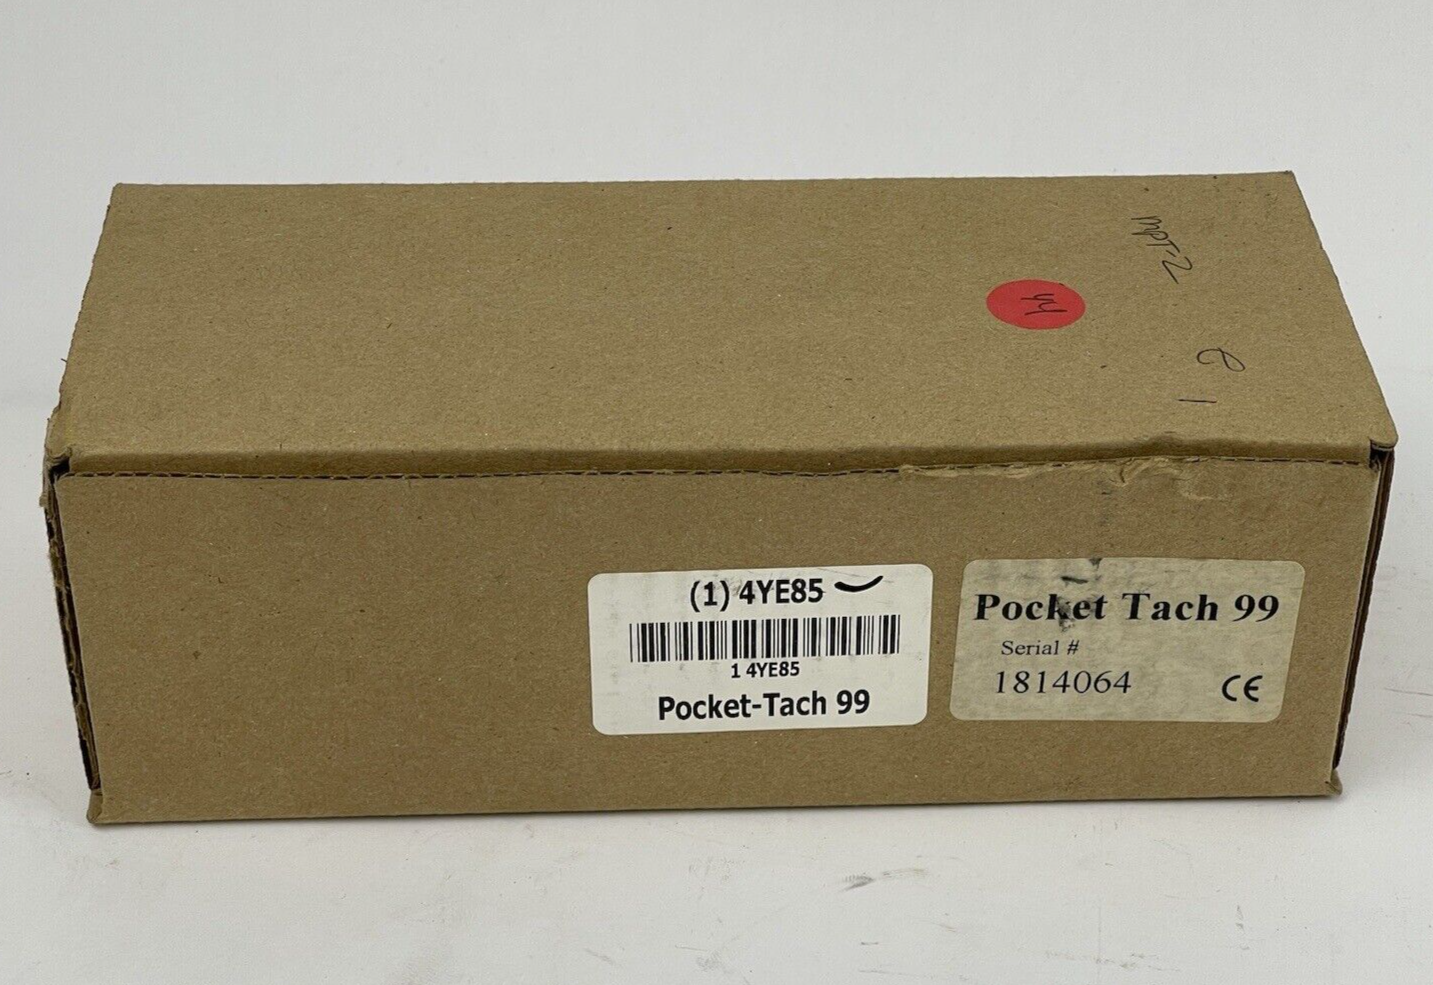 (1) 4YE85
1 4YE85
Pocket-Tach 99
Pocket Tach 99
Serial #
1814064
CE